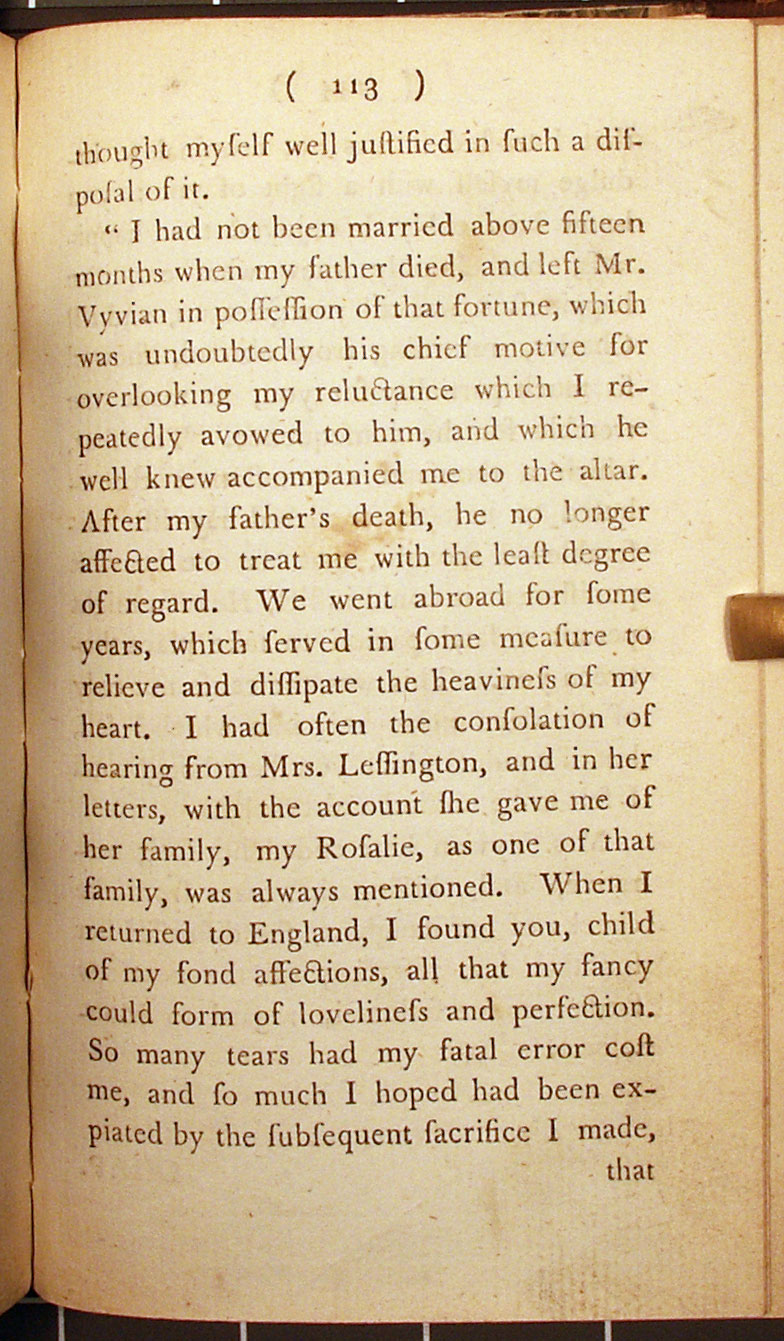 ( 113 )
thought myſelf well juſtified in ſuch a diſ-
poſal of it.
“ I had not been married above fifteen
months when my father died, and left Mr.
Vyvian in poſſeſſion of that fortune, which
was undoubtedly his chief motive for
overlooking my reluctance which I re-
peatedly avowed to him, and which he
well knew accompanied me to the altar.
After my father’s death, he no longer
affected to treat me with the leaſt degree
of regard. We went abroad for ſome
years, which ſerved in ſome meaſure to
relieve and diſſipate the heavineſs of my
heart. I had often the conſolation of
hearing from Mrs. Leſſington, and in her
letters, with the account ſhe gave me of
her family, my Roſalie, as one of that
family, was always mentioned. When I
returned to England, I found you, child
of my fond affections, all that my fancy
could form of lovelineſs and perfection.
So many tears had my fatal error coſt
me, and ſo much I hoped had been ex-
piated by the ſubſequent ſacrifice I made,
that